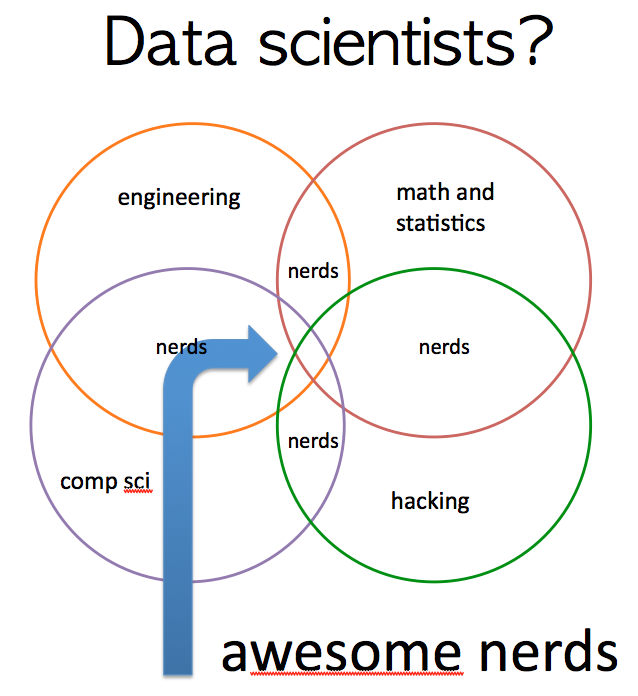 Data scientists?
engineering
math and
statistics
nerds
nerds
nerds
nerds
comp sci
hacking
awesome nerds